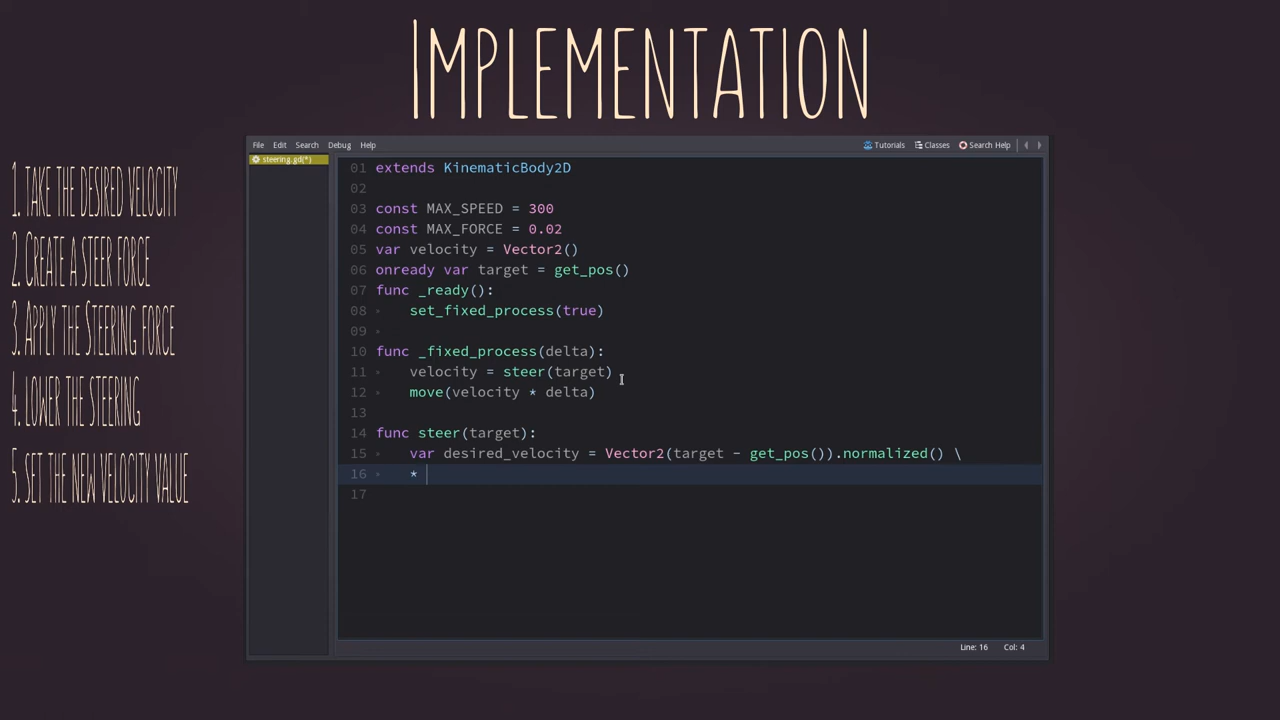 IMPLEMENTATION
1. TAKE THE DESIRED VELOCITY
2. CREATE A STEER FORCE
3. APPLY THE STEERING FORCE
4. LOWER THE STEERING
5. SET THE NEW VELOCITY VALUE
File Edit Search Debug Help Tutorials Classes Search Help
steering.gd(*)
01 extends KinematicBody2D
02
03 const MAX_SPEED = 300
04 const MAX_FORCE = 0.02
05 var velocity = Vector2()
06 onready var target = get_pos()
07 func _ready():
08 set_fixed_process(true)
09
10 func _fixed_process(delta):
11 velocity = steer(target)
12 move(velocity * delta)
13
14 func steer(target):
15 var desired_velocity = Vector2(target - get_pos()).normalized() \
16 *
17
Line: 16 Col: 4